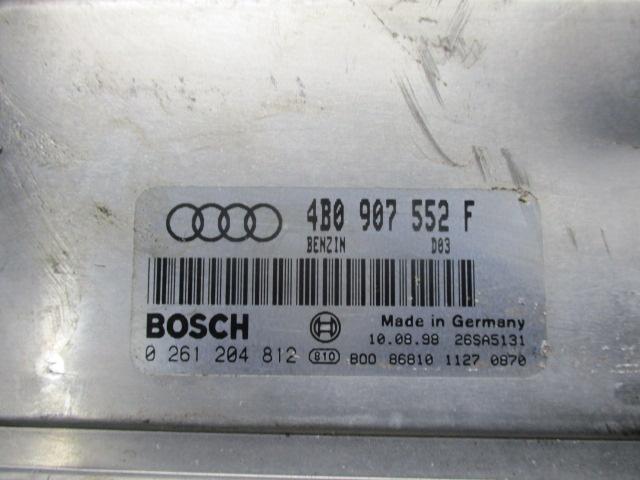 4B0 907 552 F
BENZIN D03
BOSCH Made in Germany
10.08.98 26SA5131
0 261 204 812 810 B00 86810 1127 0870